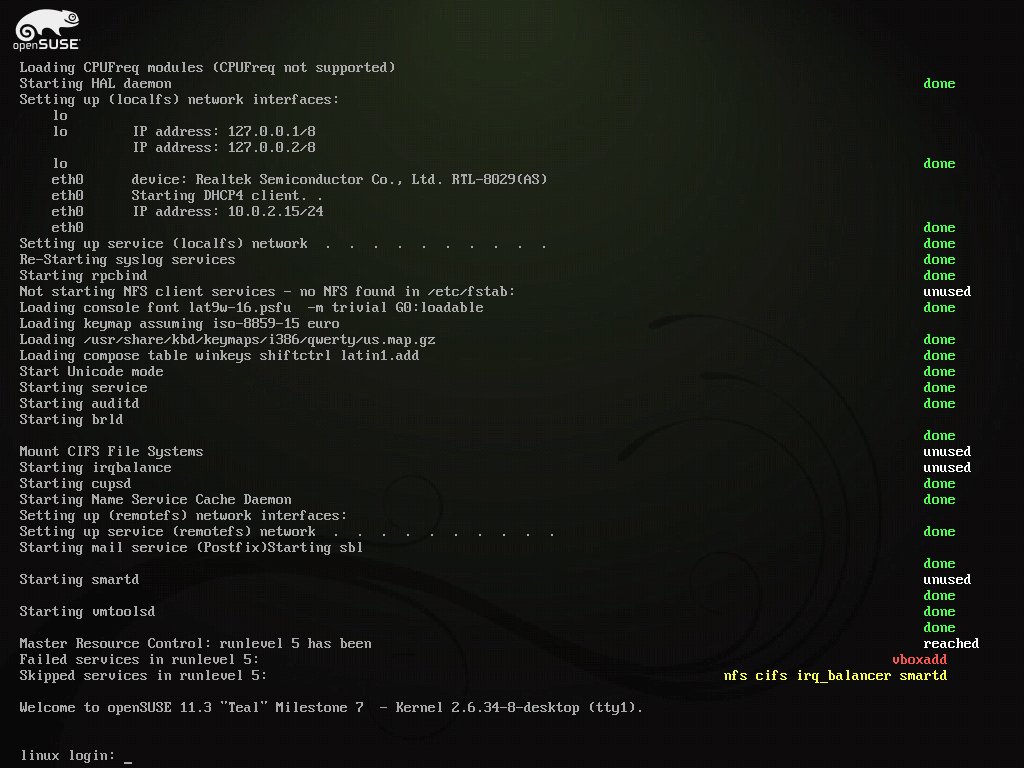 openSUSE
Loading CPUFreq modules (CPUFreq not supported)
Starting HAL daemon done
Setting up (localfs) network interfaces:
lo
lo IP address: 127.0.0.1/8
IP address: 127.0.0.2/8
lo done
eth0 device: Realtek Semiconductor Co., Ltd. RTL-8029(AS)
eth0 Starting DHCP4 client. .
eth0 IP address: 10.0.2.15/24
eth0 done
Setting up service (localfs) network . . . . . . . . . . done
Re-Starting syslog services done
Starting rpcbind done
Not starting NFS client services - no NFS found in /etc/fstab: unused
Loading console font lat9w-16.psfu -m trivial G0:loadable done
Loading keymap assuming iso-8859-15 euro
Loading /usr/share/kbd/keymaps/i386/qwerty/us.map.gz done
Loading compose table winkeys shiftctrl latin1.add done
Start Unicode mode done
Starting service done
Starting auditd done
Starting brld
done
Mount CIFS File Systems unused
Starting irqbalance unused
Starting cupsd done
Starting Name Service Cache Daemon done
Setting up (remotefs) network interfaces:
Setting up service (remotefs) network . . . . . . . . . . done
Starting mail service (Postfix)Starting sbl
done
Starting smartd unused
done
Starting vmtoolsd done
done
Master Resource Control: runlevel 5 has been reached
Failed services in runlevel 5: vboxadd
Skipped services in runlevel 5: nfs cifs irq_balancer smartd
Welcome to openSUSE 11.3 "Teal" Milestone 7 - Kernel 2.6.34-8-desktop (tty1).
linux login: _